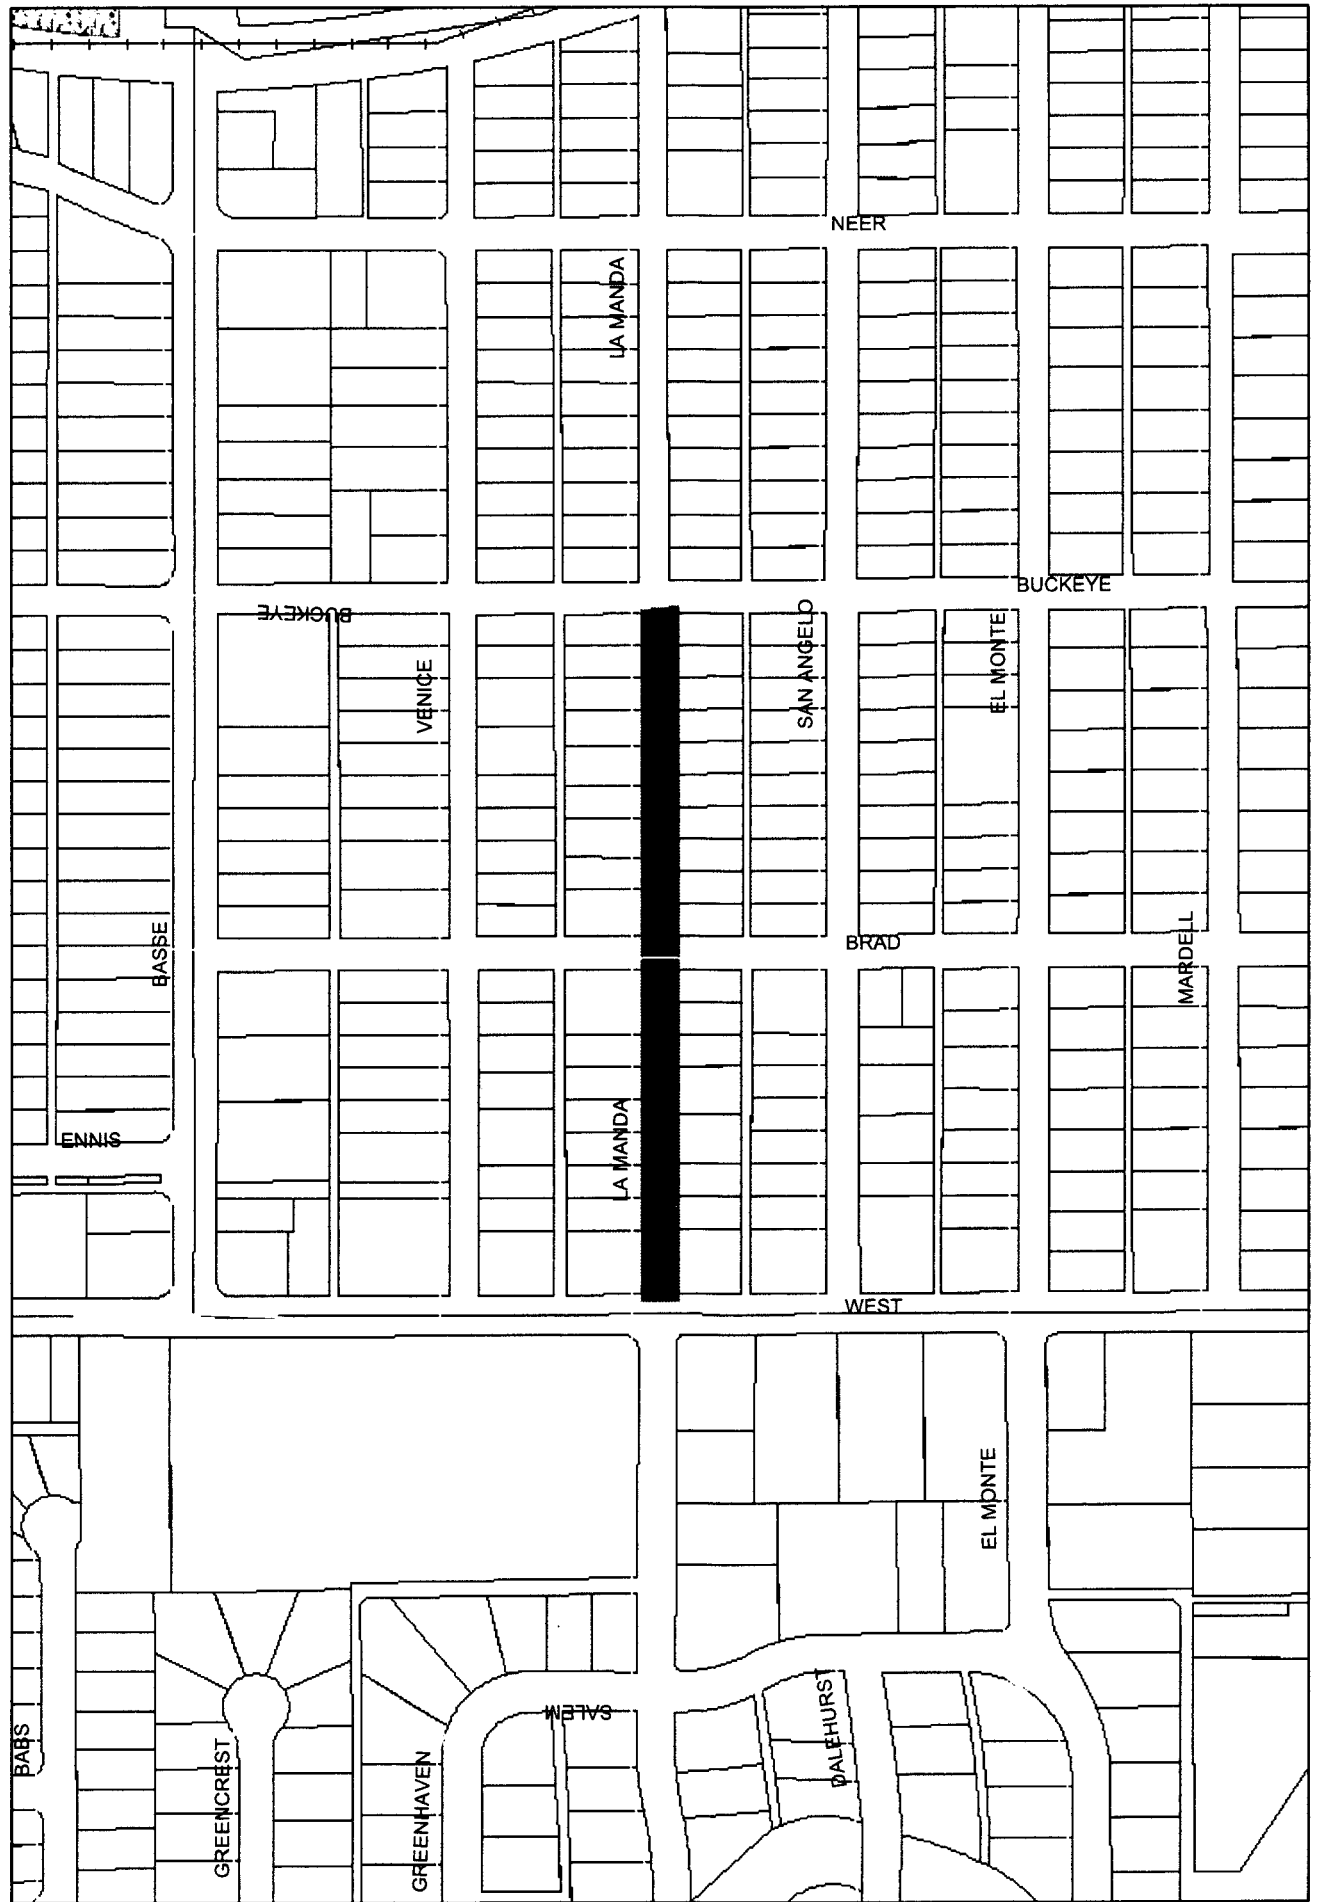 NEER
LA MANDA
BUCKEYE
BUCKEYE
VENICE
SAN ANGELO
EL MONTE
BASSE
BRAD
MARDELL
LA MANDA
ENNIS
WEST
EL MONTE
SALEM
DALEHURST
BABS
GREENCREST
GREENHAVEN